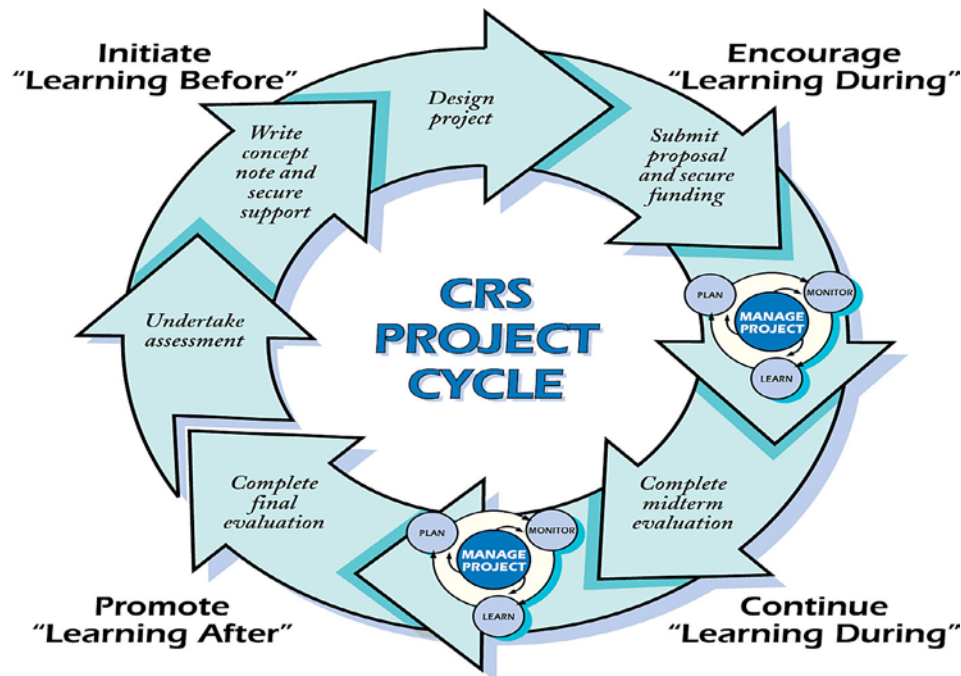 Initiate
"Learning Before"
Encourage
"Learning During"
Design
project
Write
concept
note and
secure
support
Submit
proposal
and secure
funding
CRS
PROJECT
CYCLE
PLAN
MONITOR
MANAGE
PROJECT
LEARN
Undertake
assessment
Complete
midterm
evaluation
Complete
final
evaluation
PLAN
MONITOR
MANAGE
PROJECT
LEARN
Promote
"Learning After"
Continue
"Learning During"